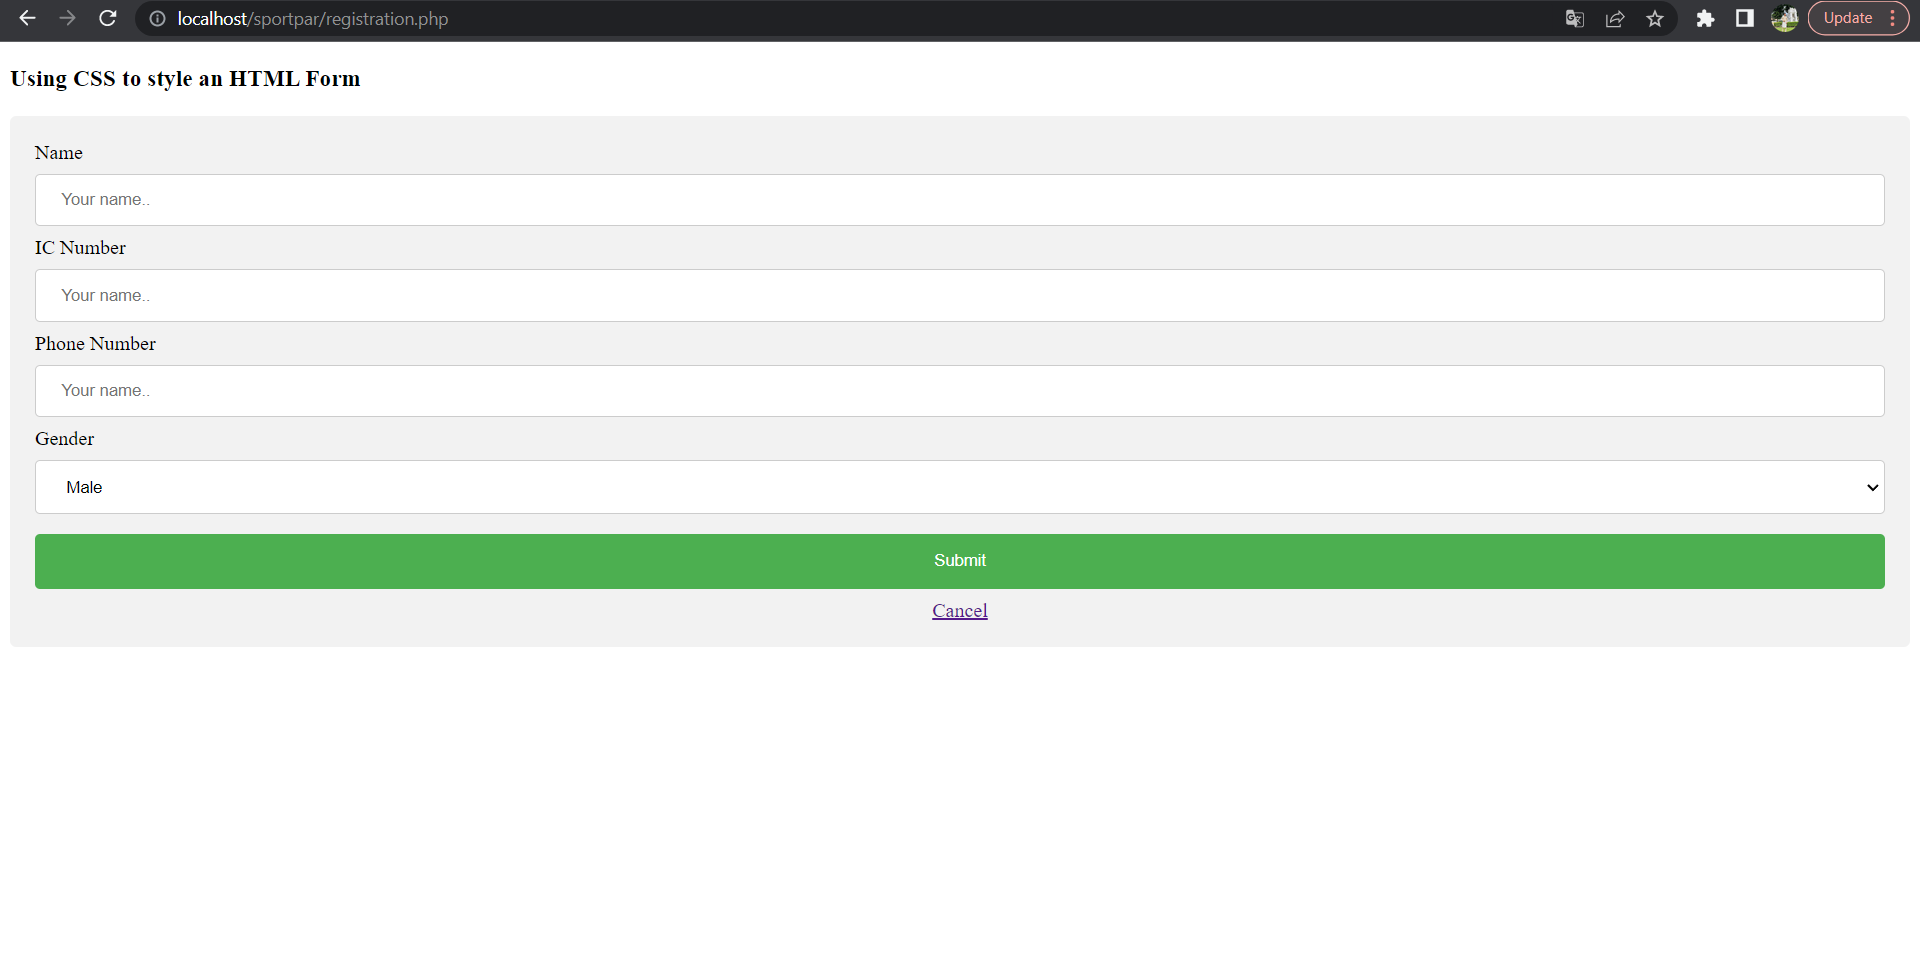 localhost/sportpar/registration.php
Update
Using CSS to style an HTML Form
Name
Your name..
IC Number
Your name..
Phone Number
Your name..
Gender
Male
Submit
Cancel